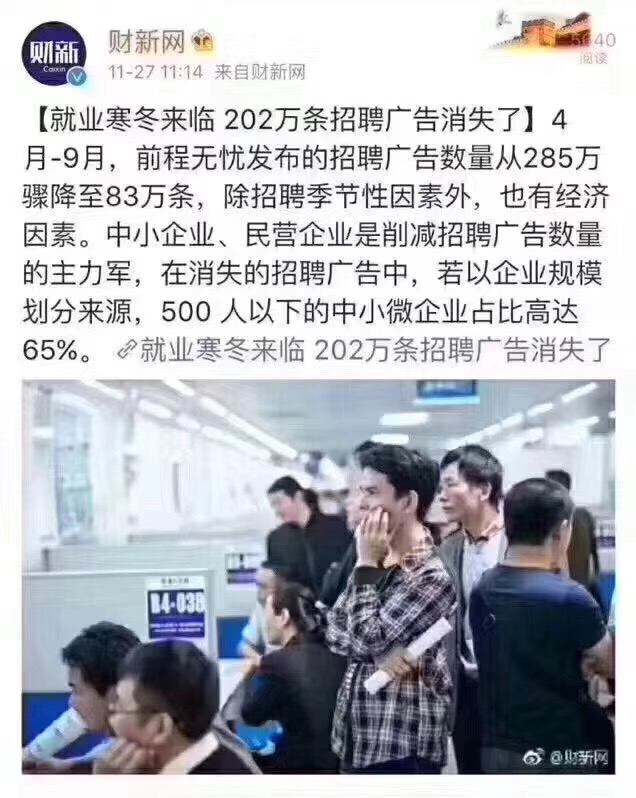 财新
Caixin
财新网
11-27 11:14 来自财新网
5640
阅读
【就业寒冬来临 202万条招聘广告消失了】4
月-9月，前程无忧发布的招聘广告数量从285万
骤降至83万条，除招聘季节性因素外，也有经济
因素。中小企业、民营企业是削减招聘广告数量
的主力军，在消失的招聘广告中，若以企业规模
划分来源，500 人以下的中小微企业占比高达
65%。 就业寒冬来临 202万条招聘广告消失了
B4-03B
@财新网